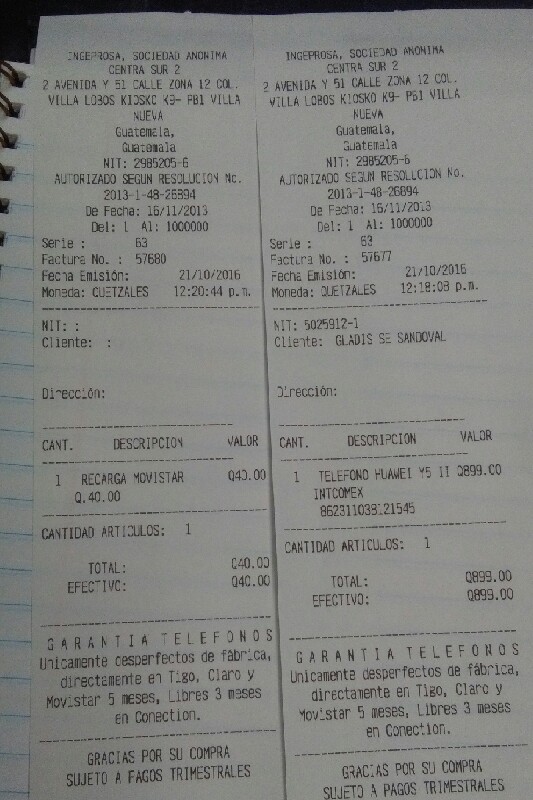 INGEPROSA, SOCIEDAD ANONIMA
CENTRA SUR 2
2 AVENIDA Y 51 CALLE ZONA 12 COL.
VILLA LOBOS KIOSKO K9- PB1 VILLA
NUEVA
Guatemala,
Guatemala
NIT: 2985205-6
AUTORIZADO SEGUN RESOLUCION No.
2013-1-48-26894
De Fecha: 16/11/2013
Del: 1 Al: 1000000
Serie : 63
Factura No. : 57680
Fecha Emisión: 21/10/2016
Moneda: QUETZALES 12:20:44 p.m.
NIT: :
Cliente: :
Dirección:
CANT. DESCRIPCION VALOR
1 RECARGA MOVISTAR Q40.00
Q.40.00
CANTIDAD ARTICULOS: 1
TOTAL: Q40.00
EFECTIVO: Q40.00
GARANTIA TELEFONOS
Unicamente desperfectos de fábrica,
directamente en Tigo, Claro y
Movistar 5 meses, Libres 3 meses
en Conection.
GRACIAS POR SU COMPRA
SUJETO A PAGOS TRIMESTRALES
INGEPROSA, SOCIEDAD ANONIMA
CENTRA SUR 2
2 AVENIDA Y 51 CALLE ZONA 12 COL.
VILLA LOBOS KIOSKO K9- PB1 VILLA
NUEVA
Guatemala,
Guatemala
NIT: 2985205-6
AUTORIZADO SEGUN RESOLUCION No.
2013-1-48-26894
De Fecha: 16/11/2013
Del: 1 Al: 1000000
Serie : 63
Factura No. : 57677
Fecha Emisión: 21/10/2016
Moneda: QUETZALES 12:18:08 p.m.
NIT: 5025912-1
Cliente: GLADIS SE SANDOVAL
Dirección:
CANT. DESCRIPCION VALOR
1 TELEFONO HUAWEI Y5 II Q899.00
INTCOMEX
862311038121545
CANTIDAD ARTICULOS: 1
TOTAL: Q899.00
EFECTIVO: Q899.00
GARANTIA TELEFONOS
Unicamente desperfectos de fábrica,
directamente en Tigo, Claro y
Movistar 5 meses, Libres 3 meses
en Conection.
GRACIAS POR SU COMPRA
SUJETO A PAGOS TRIMESTRALES